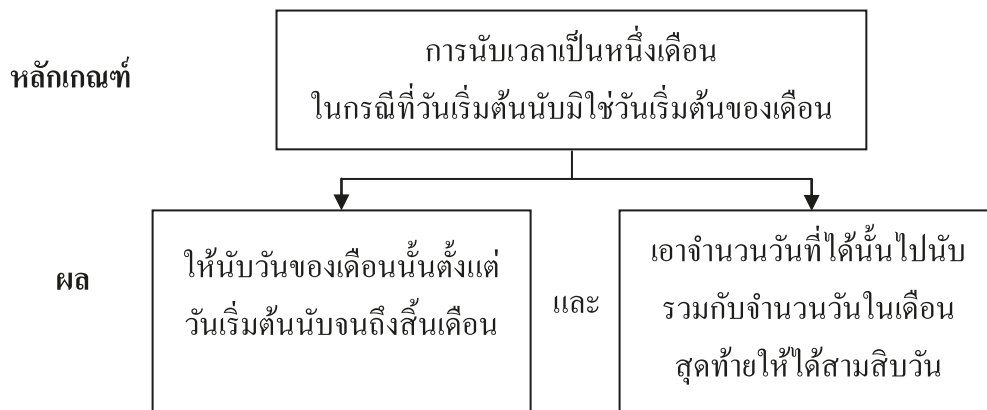 หลักเกณฑ์
การนับเวลาเป็นหนึ่งเดือน
ในกรณีที่วันเริ่มต้นนับมิใช่วันเริ่มต้นของเดือน
ผล
ให้นับวันของเดือนนั้นตั้งแต่
วันเริ่มต้นนับจนถึงสิ้นเดือน
และ
เอาจำนวนวันที่ได้นั้นไปนับ
รวมกับจำนวนวันในเดือน
สุดท้ายให้ได้สามสิบวัน